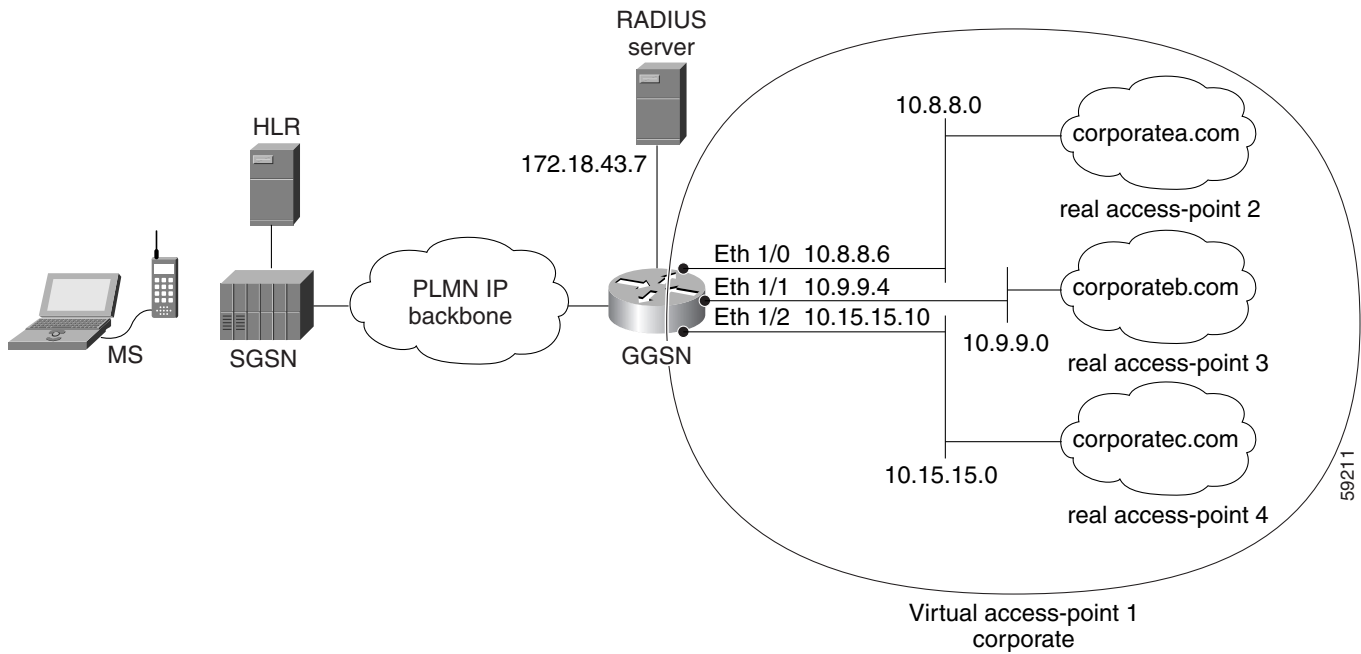 RADIUS
server
HLR
172.18.43.7
10.8.8.0
corporatea.com
real access-point 2
Eth 1/0 10.8.8.6
Eth 1/1 10.9.9.4
Eth 1/2 10.15.15.10
PLMN IP
backbone
corporateb.com
10.9.9.0
real access-point 3
MS
SGSN
GGSN
corporatec.com
10.15.15.0
real access-point 4
59211
Virtual access-point 1
corporate